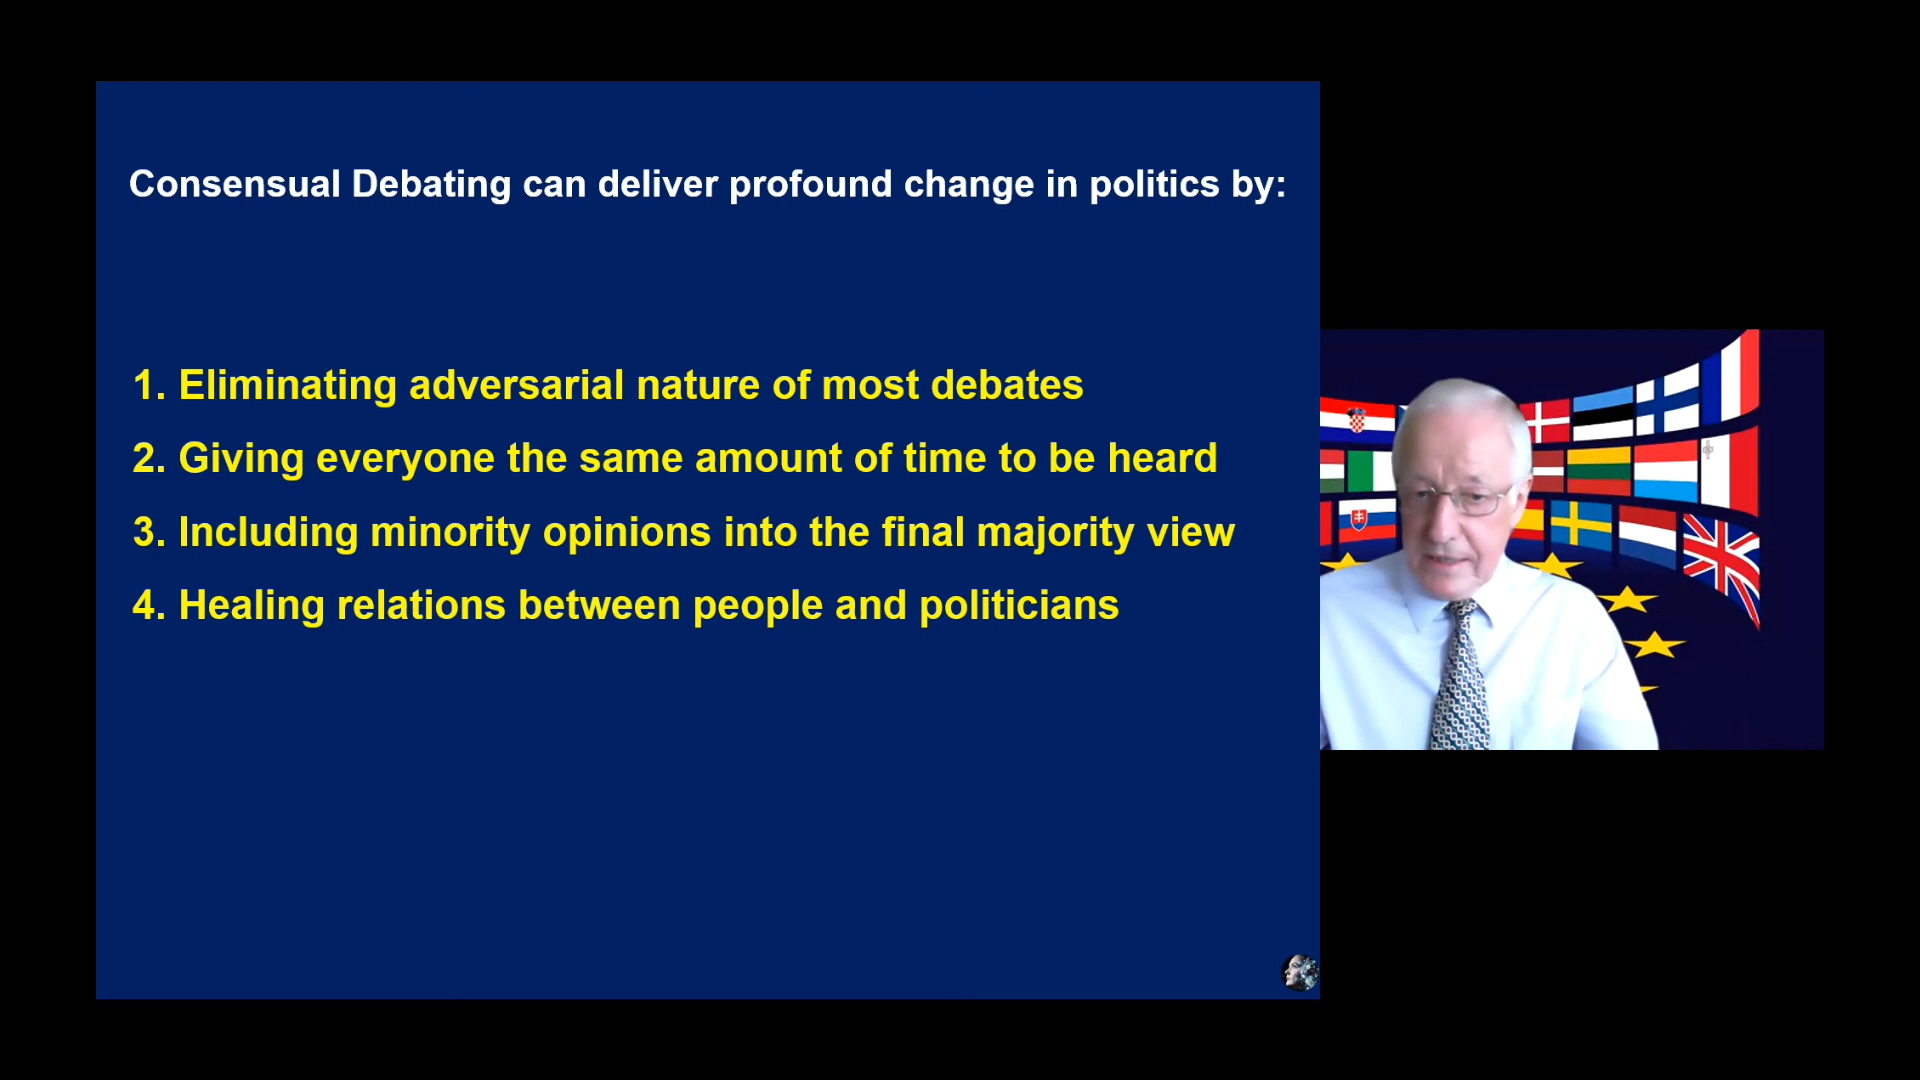 Consensual Debating can deliver profound change in politics by:
1. Eliminating adversarial nature of most debates
2. Giving everyone the same amount of time to be heard
3. Including minority opinions into the final majority view
4. Healing relations between people and politicians